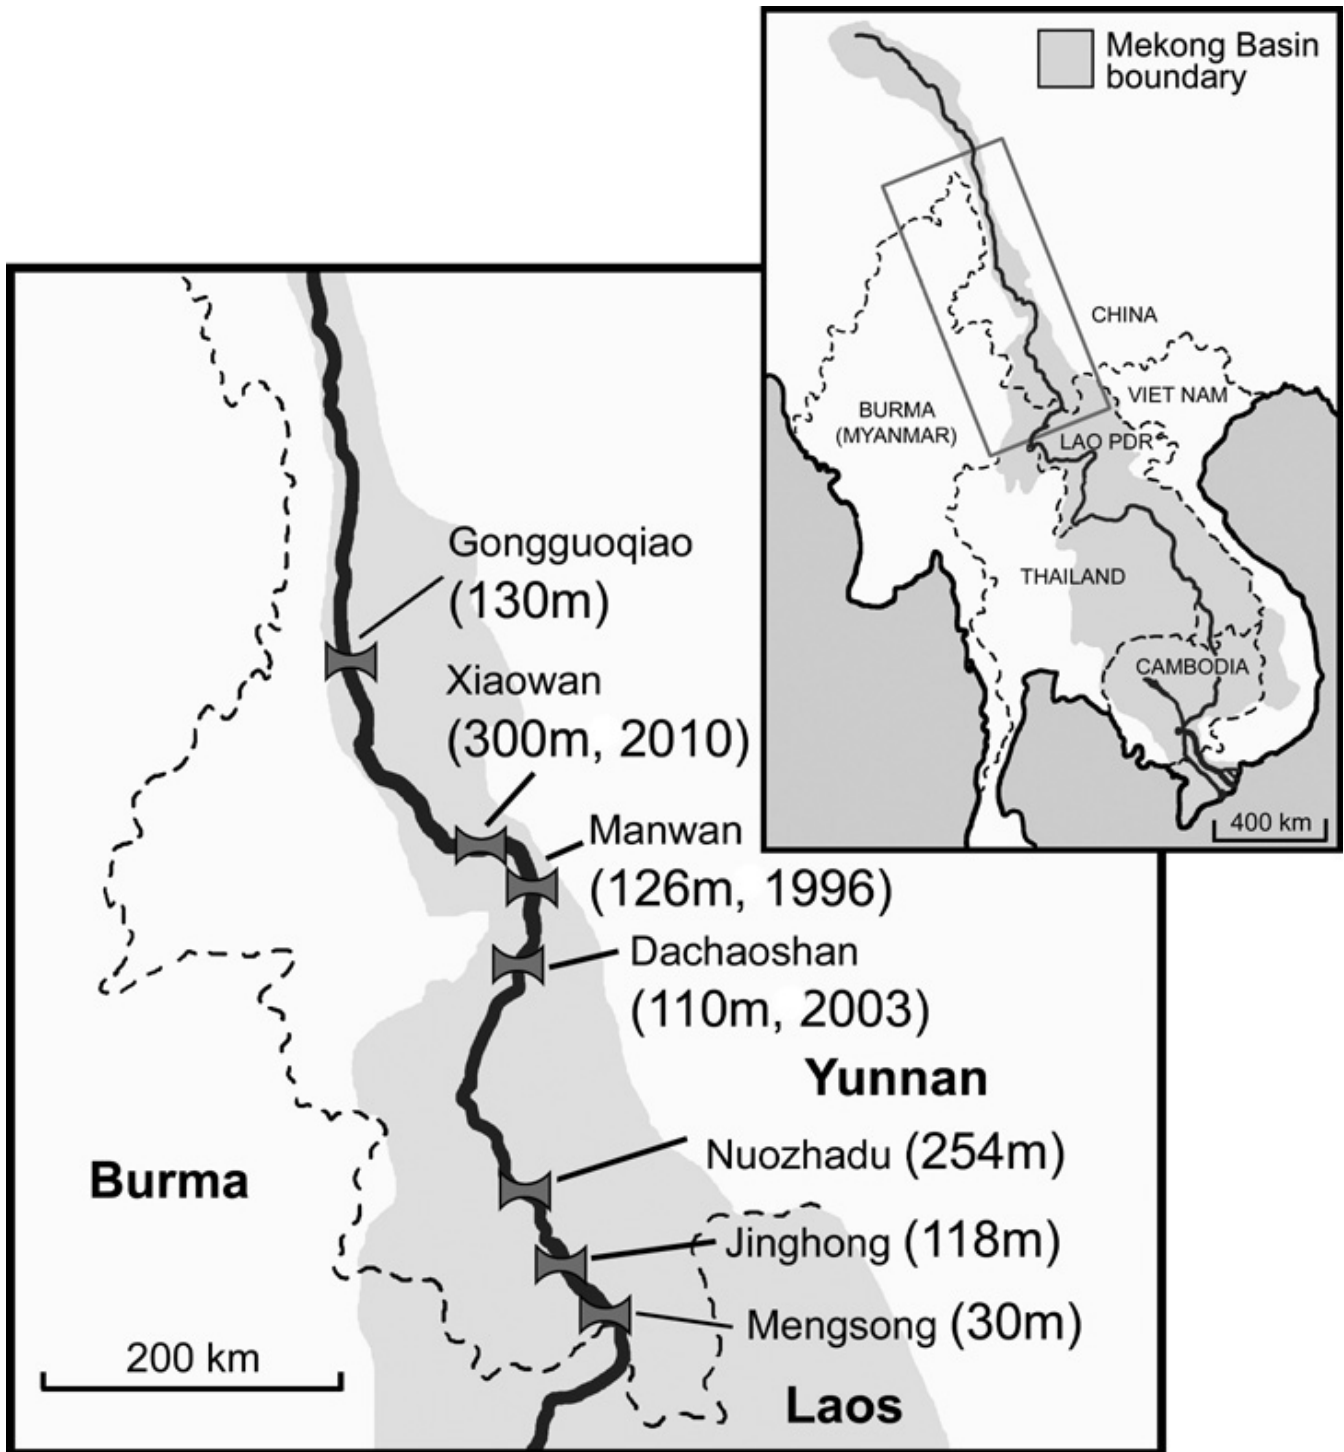 Mekong Basin
boundary
CHINA
BURMA
(MYANMAR)
VIET NAM
LAO PDR
THAILAND
CAMBODIA
400 km
Gongguoqiao
(130m)
Xiaowan
(300m, 2010)
Manwan
(126m, 1996)
Dachaoshan
(110m, 2003)
Yunnan
Burma
Nuozhadu (254m)
Jinghong (118m)
Mengsong (30m)
200 km
Laos